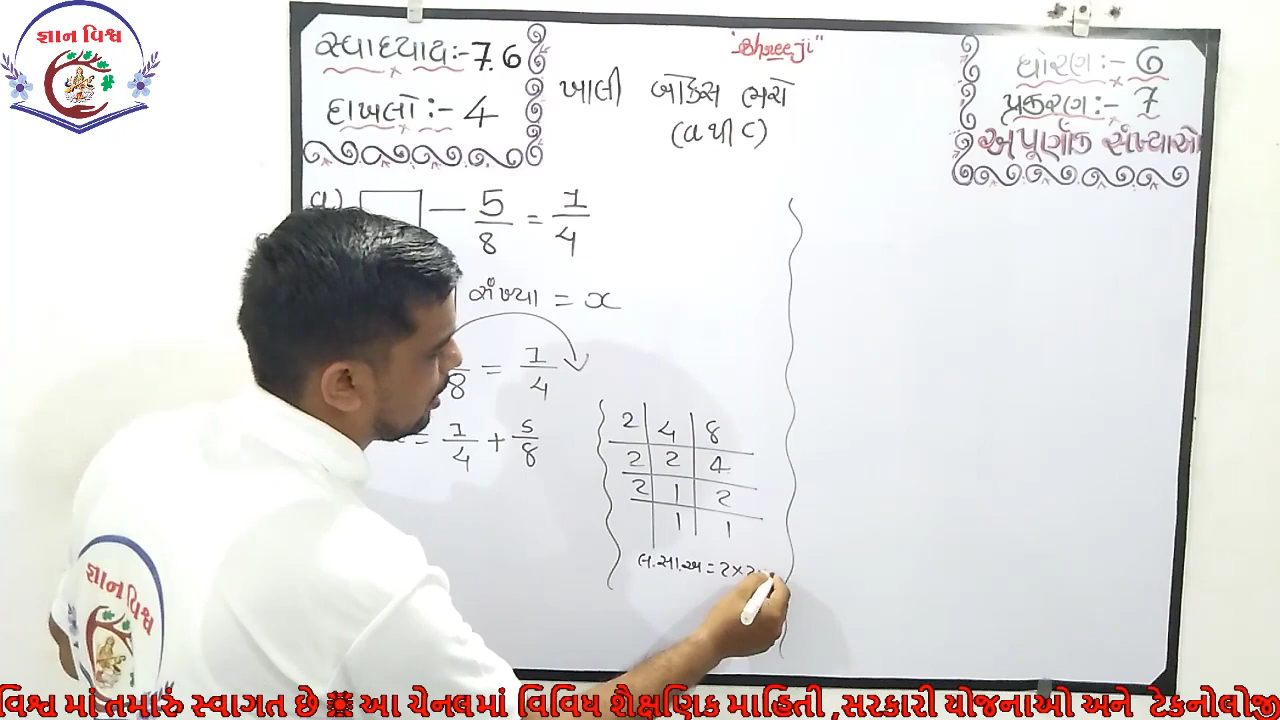 જ્ઞાન વિશ્વ
સ્વાધ્યાય:- 7.6
દાખલો :- 4
"Shreeji"
ખાલી બોક્સ ભરો
(a થી c)
ધોરણ :- 6
પ્રકરણ :- 7
અપૂર્ણાંક સંખ્યાઓ
a) □ — 5/8 = 1/4
સંખ્યા = x
8 = 1/4
= 1/4 + 5/8
2 | 4 | 8
2 | 2 | 4
2 | 1 | 2
1 | 1
લ.સા.અ = 2×2
જ્ઞાન વિશ્વ
વિશ્વ માં તમારું સ્વાગત છે આ ચેનલમાં વિવિધ શૈક્ષણિક માહિતી ,સરકારી યોજનાઓ અને ટેકનોલોજી